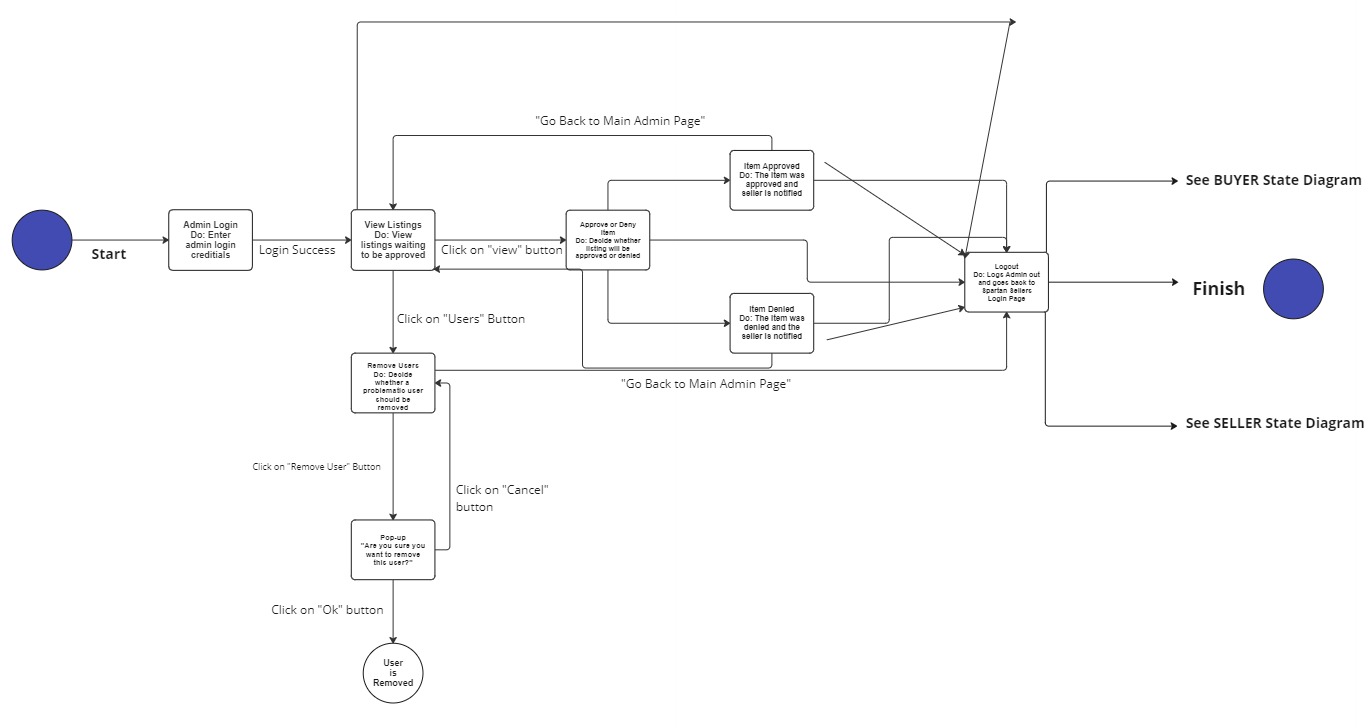 "Go Back to Main Admin Page"
Item Approved
Do: The item was
approved and
seller is notified
See BUYER State Diagram
Start
Admin Login
Do: Enter
admin login
creditials
Login Success
View Listings
Do: View
listings waiting
to be approved
Click on "view" button
Approve or Deny
Item
Do: Decide whether
listing will be
approved or denied
Logout
Do: Logs Admin out
and goes back to
Spartan Sellers
Login Page
Finish
Item Denied
Do: The item was
denied and the
seller is notified
Click on "Users" Button
Remove Users
Do: Decide
whether a
problematic user
should be
removed
"Go Back to Main Admin Page"
See SELLER State Diagram
Click on "Remove User" Button
Click on "Cancel"
button
Pop-up
"Are you sure you
want to remove
this user?"
Click on "Ok" button
User
is
Removed